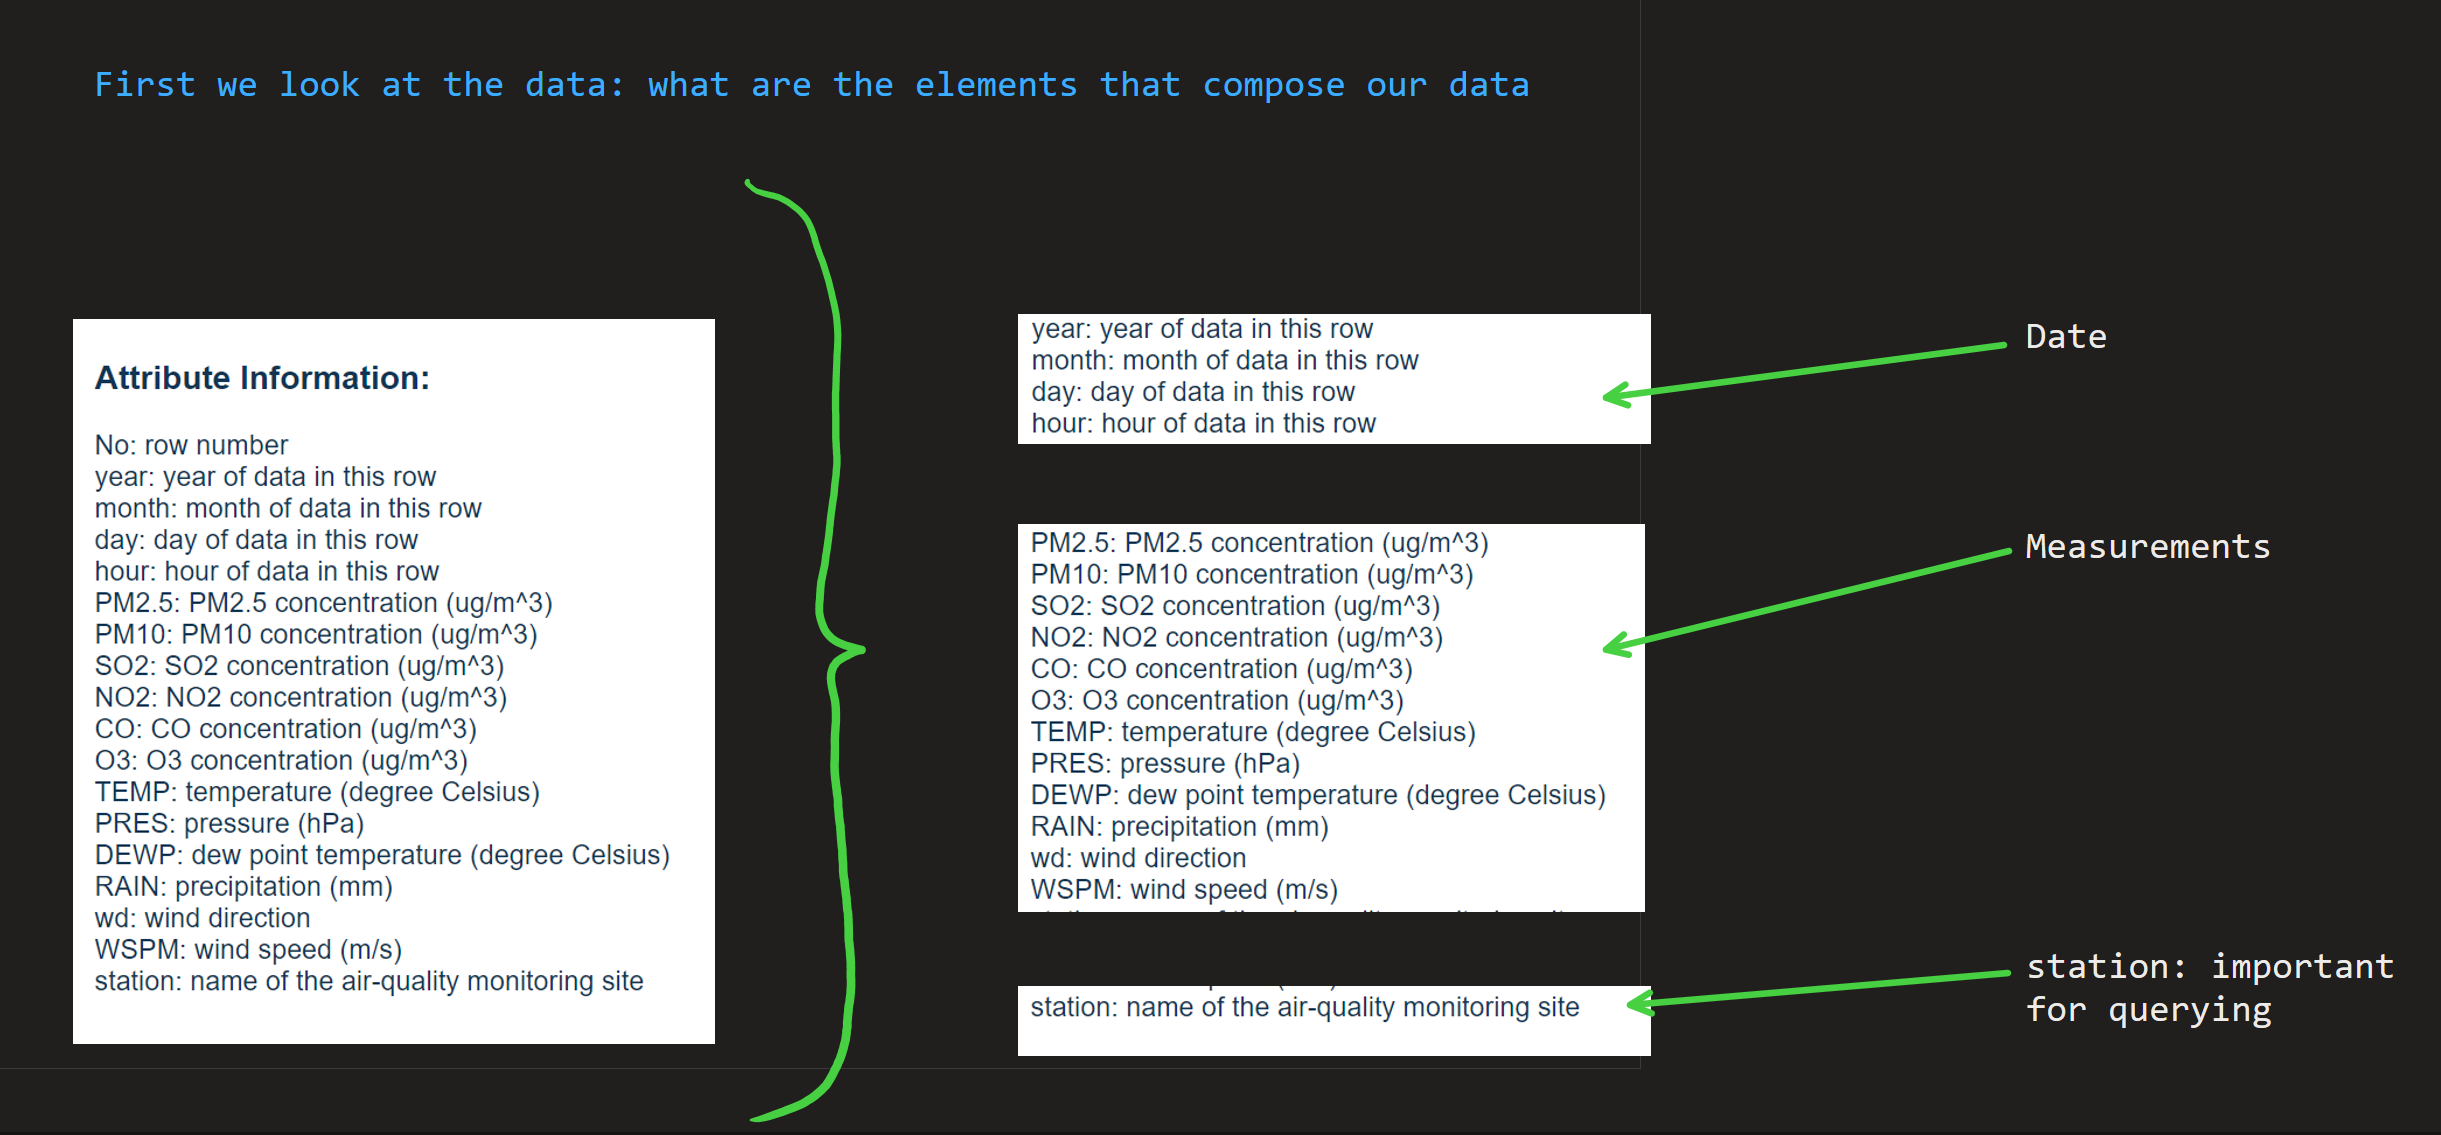 First we look at the data: what are the elements that compose our data
Attribute Information:
No: row number
year: year of data in this row
month: month of data in this row
day: day of data in this row
hour: hour of data in this row
PM2.5: PM2.5 concentration (ug/m^3)
PM10: PM10 concentration (ug/m^3)
SO2: SO2 concentration (ug/m^3)
NO2: NO2 concentration (ug/m^3)
CO: CO concentration (ug/m^3)
O3: O3 concentration (ug/m^3)
TEMP: temperature (degree Celsius)
PRES: pressure (hPa)
DEWP: dew point temperature (degree Celsius)
RAIN: precipitation (mm)
wd: wind direction
WSPM: wind speed (m/s)
station: name of the air-quality monitoring site
year: year of data in this row
month: month of data in this row
day: day of data in this row
hour: hour of data in this row
Date
PM2.5: PM2.5 concentration (ug/m^3)
PM10: PM10 concentration (ug/m^3)
SO2: SO2 concentration (ug/m^3)
NO2: NO2 concentration (ug/m^3)
CO: CO concentration (ug/m^3)
O3: O3 concentration (ug/m^3)
TEMP: temperature (degree Celsius)
PRES: pressure (hPa)
DEWP: dew point temperature (degree Celsius)
RAIN: precipitation (mm)
wd: wind direction
WSPM: wind speed (m/s)
Measurements
station: name of the air-quality monitoring site
station: important
for querying